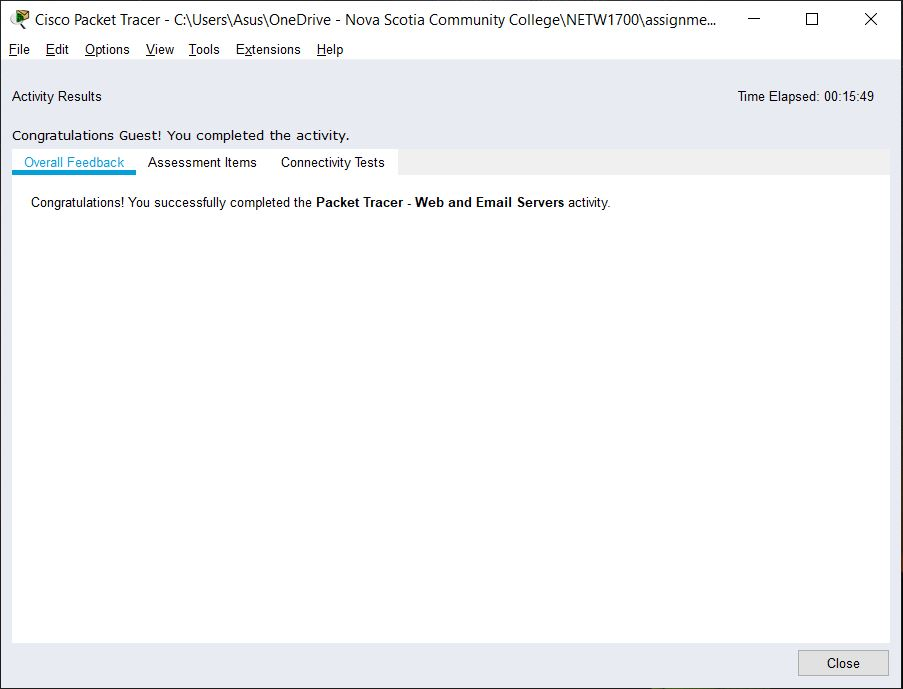 Cisco Packet Tracer - C:\Users\Asus\OneDrive - Nova Scotia Community College\NETW1700\assignme...
File Edit Options View Tools Extensions Help
Activity Results Time Elapsed: 00:15:49
Congratulations Guest! You completed the activity.
Overall Feedback Assessment Items Connectivity Tests
Congratulations! You successfully completed the Packet Tracer - Web and Email Servers activity.
Close